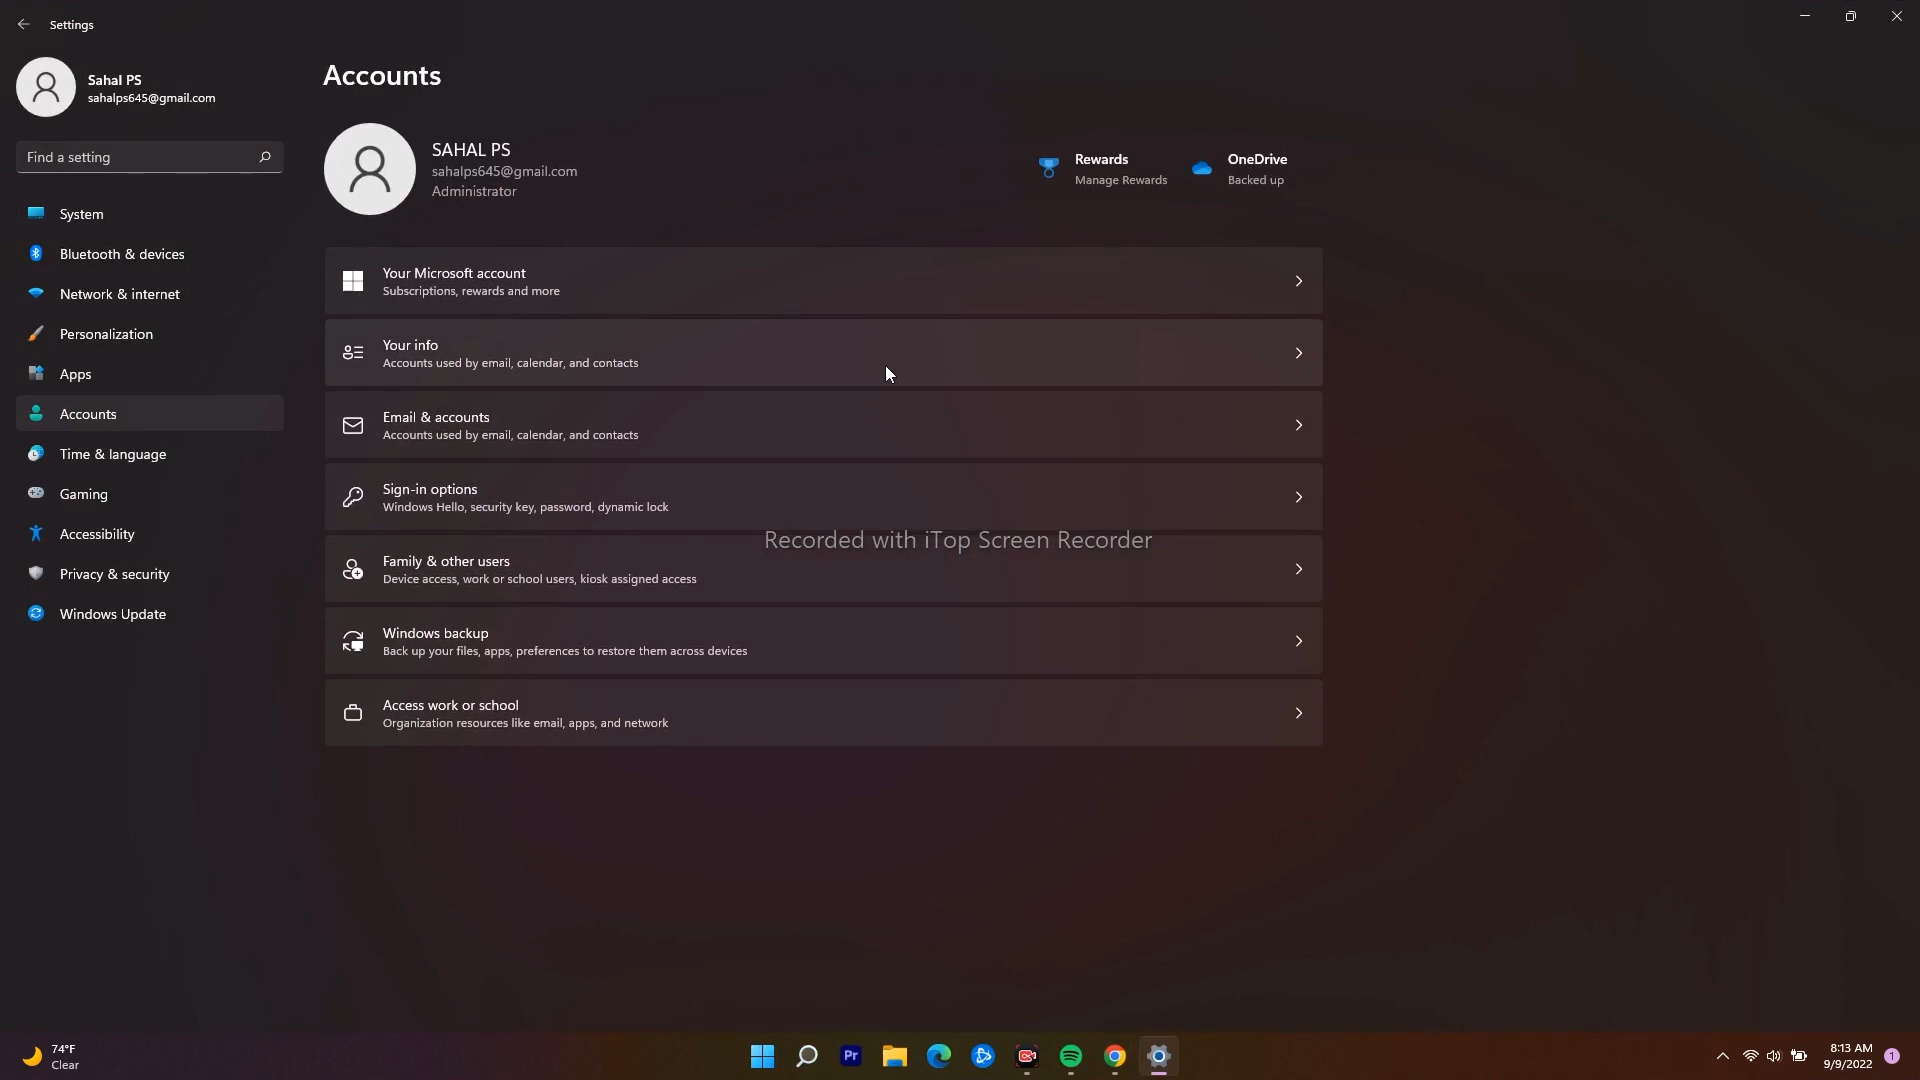 Settings
Sahal PS
sahalps645@gmail.com
Find a setting
System
Bluetooth & devices
Network & internet
Personalization
Apps
Accounts
Time & language
Gaming
Accessibility
Privacy & security
Windows Update
Accounts
SAHAL PS
sahalps645@gmail.com
Administrator
Rewards
Manage Rewards
OneDrive
Backed up
Your Microsoft account
Subscriptions, rewards and more
Your info
Accounts used by email, calendar, and contacts
Email & accounts
Accounts used by email, calendar, and contacts
Sign-in options
Windows Hello, security key, password, dynamic lock
Recorded with iTop Screen Recorder
Family & other users
Device access, work or school users, kiosk assigned access
Windows backup
Back up your files, apps, preferences to restore them across devices
Access work or school
Organization resources like email, apps, and network
74°F
Clear
Pr
8:13 AM
9/9/2022
1